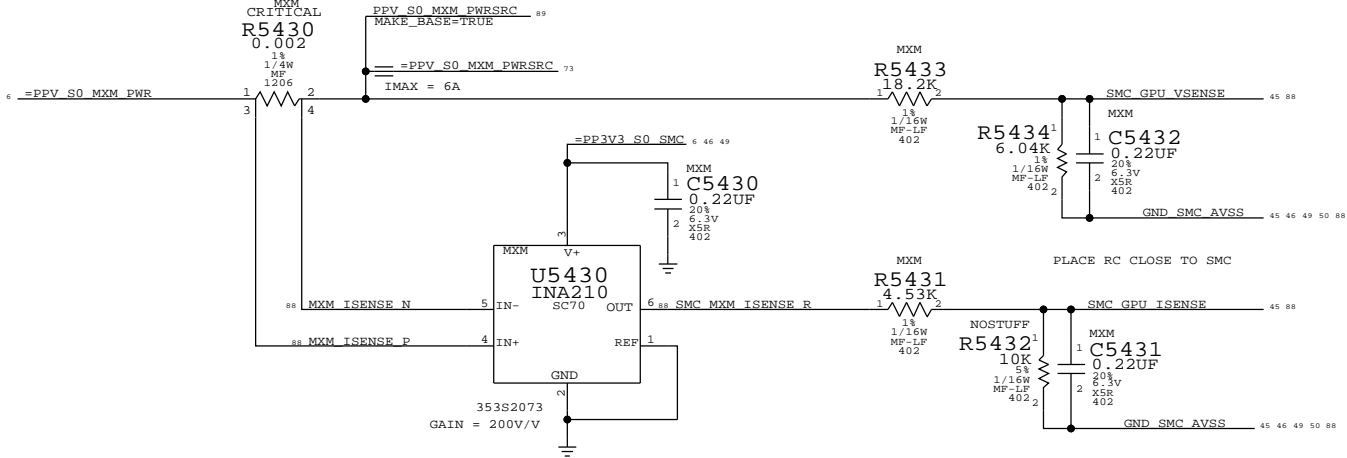 MXM
CRITICAL
R5430
0.002
1%
1/4W
MF
1206
6 =PPV_S0_MXM_PWR
1 2
3 4
PPV_S0_MXM_PWRSRC 89
MAKE_BASE=TRUE
=PPV_S0_MXM_PWRSRC 73
IMAX = 6A
MXM
R5433
18.2K
1 2
1%
1/16W
MF-LF
402
SMC_GPU_VSENSE 45 88
R5434
6.04K
1%
1/16W
MF-LF
402
1
2
MXM
C5432
0.22UF
20%
6.3V
X5R
402
1
2
GND_SMC_AVSS 45 46 49 50 88
=PP3V3_S0_SMC 6 46 49
MXM
C5430
0.22UF
20%
6.3V
X5R
402
1
2
3
MXM V+
U5430
INA210
SC70
88 MXM_ISENSE_N 5 IN-
88 MXM_ISENSE_P 4 IN+
OUT 6 88 SMC_MXM_ISENSE_R
REF 1
GND
2
353S2073
GAIN = 200V/V
PLACE RC CLOSE TO SMC
MXM
R5431
4.53K
1 2
1%
1/16W
MF-LF
402
SMC_GPU_ISENSE 45 88
NOSTUFF
R5432
10K
5%
1/16W
MF-LF
402
1
2
MXM
C5431
0.22UF
20%
6.3V
X5R
402
1
2
GND_SMC_AVSS 45 46 49 50 88